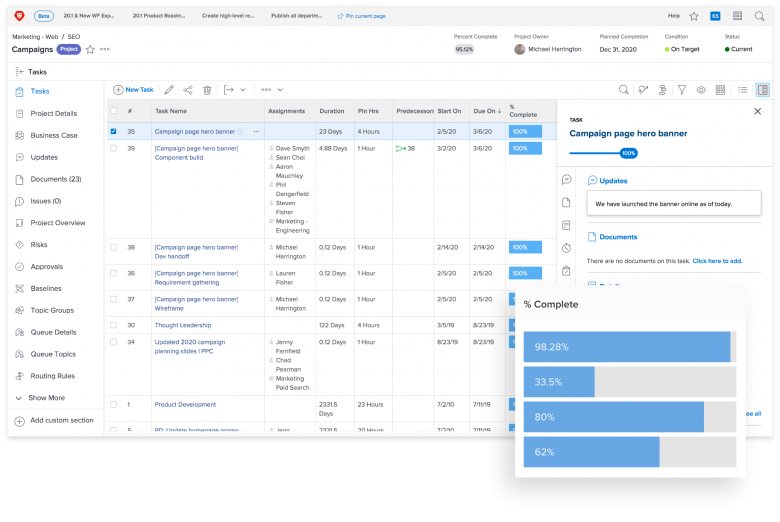 Beta
20.1 & New WF Exp...
20.1 Product Roadm...
Create high-level re...
Publish all departm...
Pin current page
Help
65
Marketing - Web / SEO
Campaigns
Project
Percent Complete
95.12%
Project Owner
Michael Harrington
Planned Completion
Dec 31, 2020
Condition
On Target
Status
Current
Tasks
Tasks
Project Details
Business Case
Updates
Documents (23)
Issues (0)
Project Overview
Risks
Approvals
Baselines
Topic Groups
Queue Details
Queue Topics
Routing Rules
Show More
Add custom section
New Task
# Task Name Assignments Duration Pln Hrs Predecessors Start On Due On ↓ % Complete
35 Campaign page hero banner 23 Days 4 Hours 2/5/20 3/6/20 100%
39 [Campaign page hero banner] 4.88 Days 1 Hour 38 3/2/20 3/6/20 100%
Component build
Dave Smyth
Sean Choi
Aaron
Mauchley
Phil
Dangerfield
Steven
Fisher
Marketing -
Engineering
38 [Campaign page hero banner] Michael 0.12 Days 1 Hour 2/14/20 2/14/20 100%
Dev handoff Harrington
36 [Campaign page hero banner] Lauren 0.12 Days 1 Hour 2/5/20 2/5/20 100%
Requirement gathering Fisher
37 [Campaign page hero banner] Michael 0.12 Days 1 Hour 2/5/20 2/5/20
Wireframe Harrington
30 Thought Leadership 122 Days 4 Hours 3/5/19 8/23/19
34 Updated 2020 campaign Jenny 0.12 Days 1 Hour 8/23/19 8/23/19
planning slides | PPC Farnfield
Chad
Pearman
Marketing
Paid Search
1 Product Development 2331.5 23 Hours 7/2/10 7/11/19
Days
5 PD: Update homepage promo Jenn 2331.5 20 Hours 7/2/10 7/11/19
TASK
Campaign page hero banner
100%
Updates
We have launched the banner online as of today.
Documents
There are no documents on this task. Click here to add.
ee all
% Complete
98.28%
33.5%
80%
62%